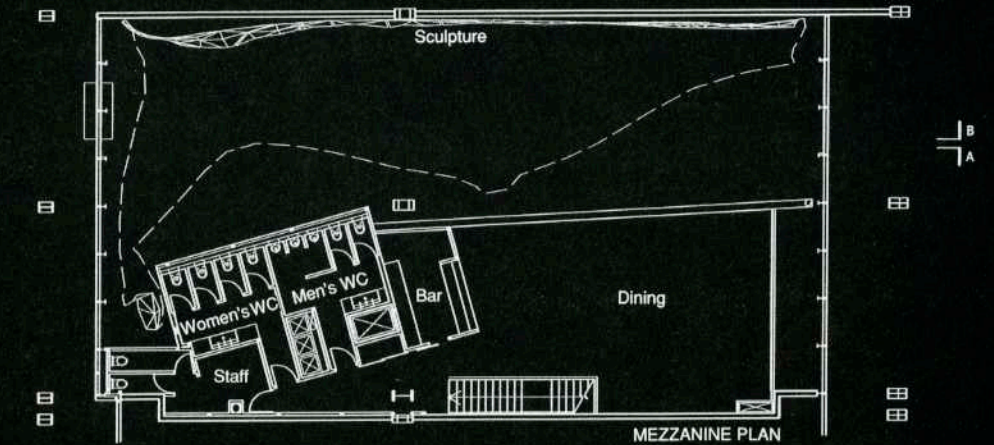 Sculpture
B
A
Women's WC
Men's WC
Bar
Dining
Staff
MEZZANINE PLAN